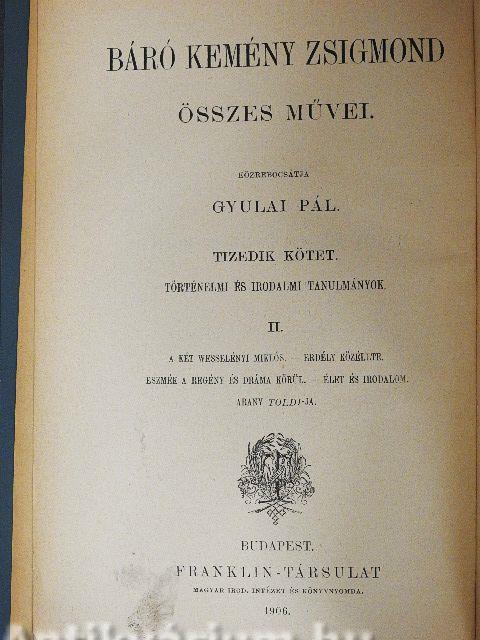 BÁRÓ KEMÉNY ZSIGMOND
ÖSSZES MŰVEI.
KÖZREBOCSÁTJA
GYULAI PÁL.
TIZEDIK KÖTET.
TÖRTÉNELMI ÉS IRODALMI TANULMÁNYOK.
II.
A KÉT WESSELÉNYI MIKLÓS. — ERDÉLY KÖZÉLETE.
ESZMÉK A REGÉNY ÉS DRÁMA KÖRÜL. — ÉLET ÉS IRODALOM.
ARANY TOLDI-JA.
BUDAPEST.
FRANKLIN-TÁRSULAT
MAGYAR IROD. INTÉZET ÉS KÖNYVNYOMDA.
1906.
Antikvarium.hu